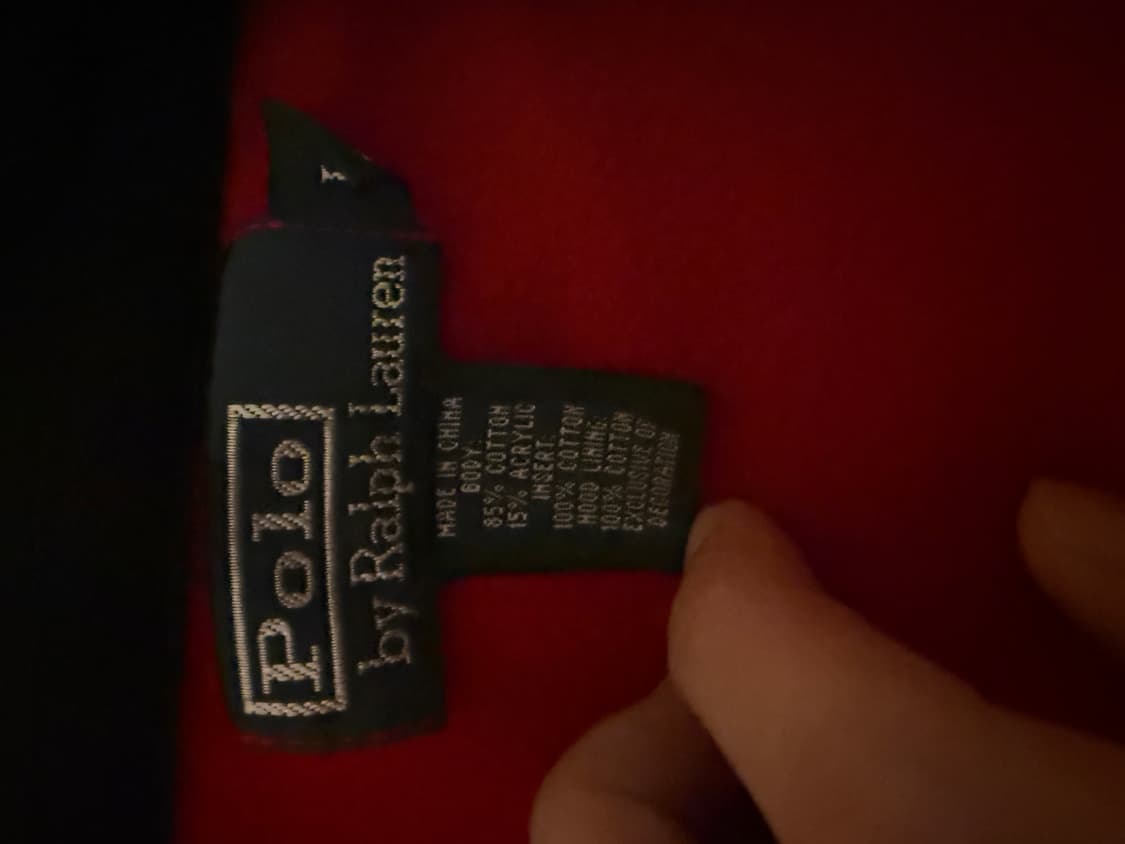 Polo
by Ralph Lauren
MADE IN CHINA
BODY:
85% COTTON
15% ACRYLIC
INSERT:
100% COTTON
HOOD LINING:
100% COTTON
EXCLUSIVE OF
DECORATION